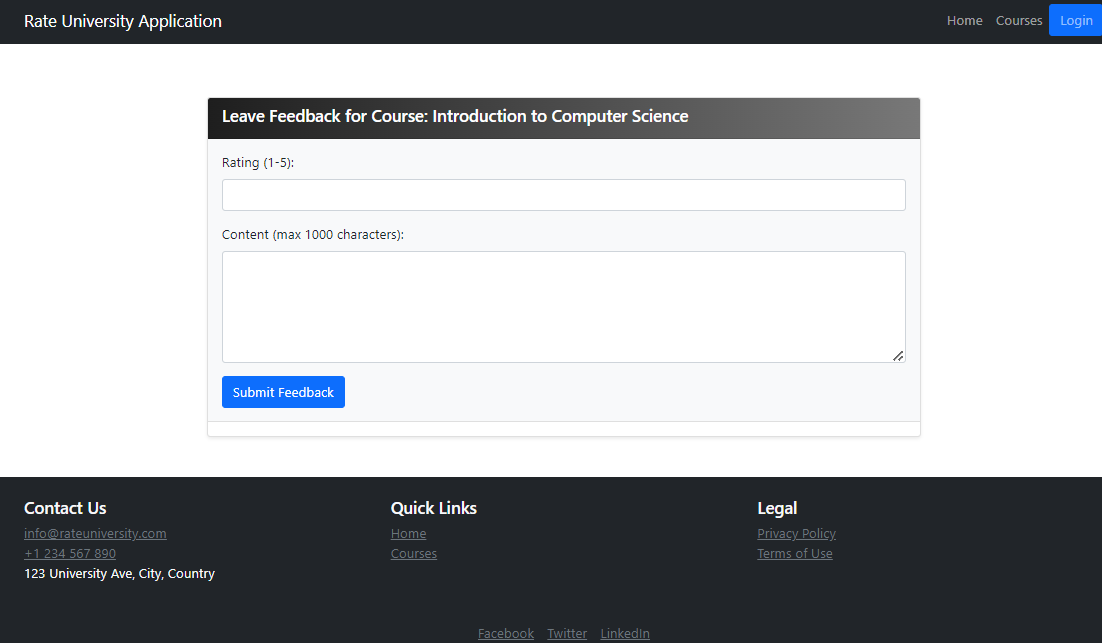 Rate University Application Home Courses Login
Leave Feedback for Course: Introduction to Computer Science
Rating (1-5):
Content (max 1000 characters):
Submit Feedback
Contact Us
info@rateuniversity.com
+1 234 567 890
123 University Ave, City, Country
Quick Links
Home
Courses
Legal
Privacy Policy
Terms of Use
Facebook Twitter LinkedIn